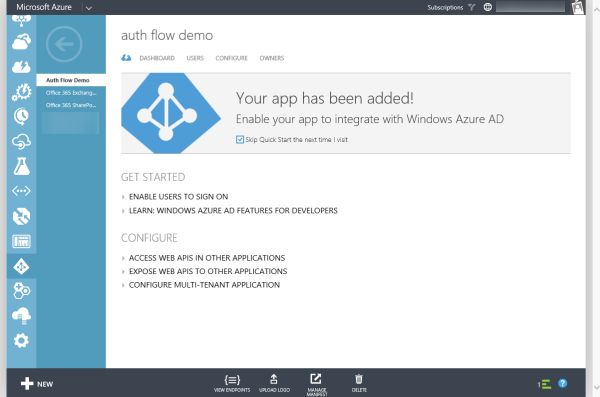 Microsoft Azure
Subscriptions
Auth Flow Demo
Office 365 Exchang...
Office 365 SharePo...
auth flow demo
DASHBOARD USERS CONFIGURE OWNERS
Your app has been added!
Enable your app to integrate with Windows Azure AD
Skip Quick Start the next time I visit
GET STARTED
ENABLE USERS TO SIGN ON
LEARN: WINDOWS AZURE AD FEATURES FOR DEVELOPERS
CONFIGURE
ACCESS WEB APIS IN OTHER APPLICATIONS
EXPOSE WEB APIS TO OTHER APPLICATIONS
CONFIGURE MULTI-TENANT APPLICATION
NEW
VIEW ENDPOINTS
UPLOAD LOGO
MANAGE
MANIFEST
DELETE
1
?